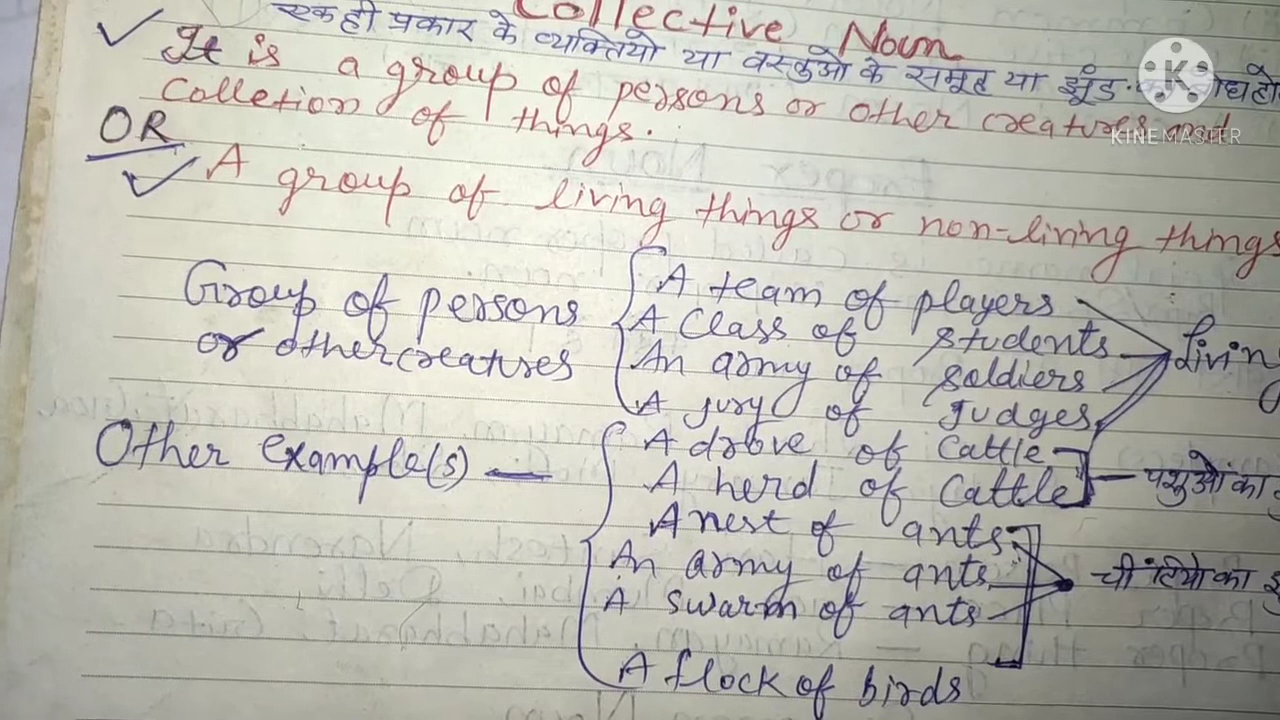 Collective Noun
एक ही प्रकार के व्यक्तियो या वस्तुओ के समूह या झूंड
It is a group of persons or other creatures and
Colletion of things.
OR
A group of living things or non-living things
Group of persons
or other creatures
A team of players
A Class of students
An army of soldiers
A jury of judges
Living
Other example(s) —
A drove of Cattle
A herd of Cattle
पशुओ का
A nest of ants
An army of ants
A swarm of ants
चीटियो का
A flock of birds
K
KINEMASTER